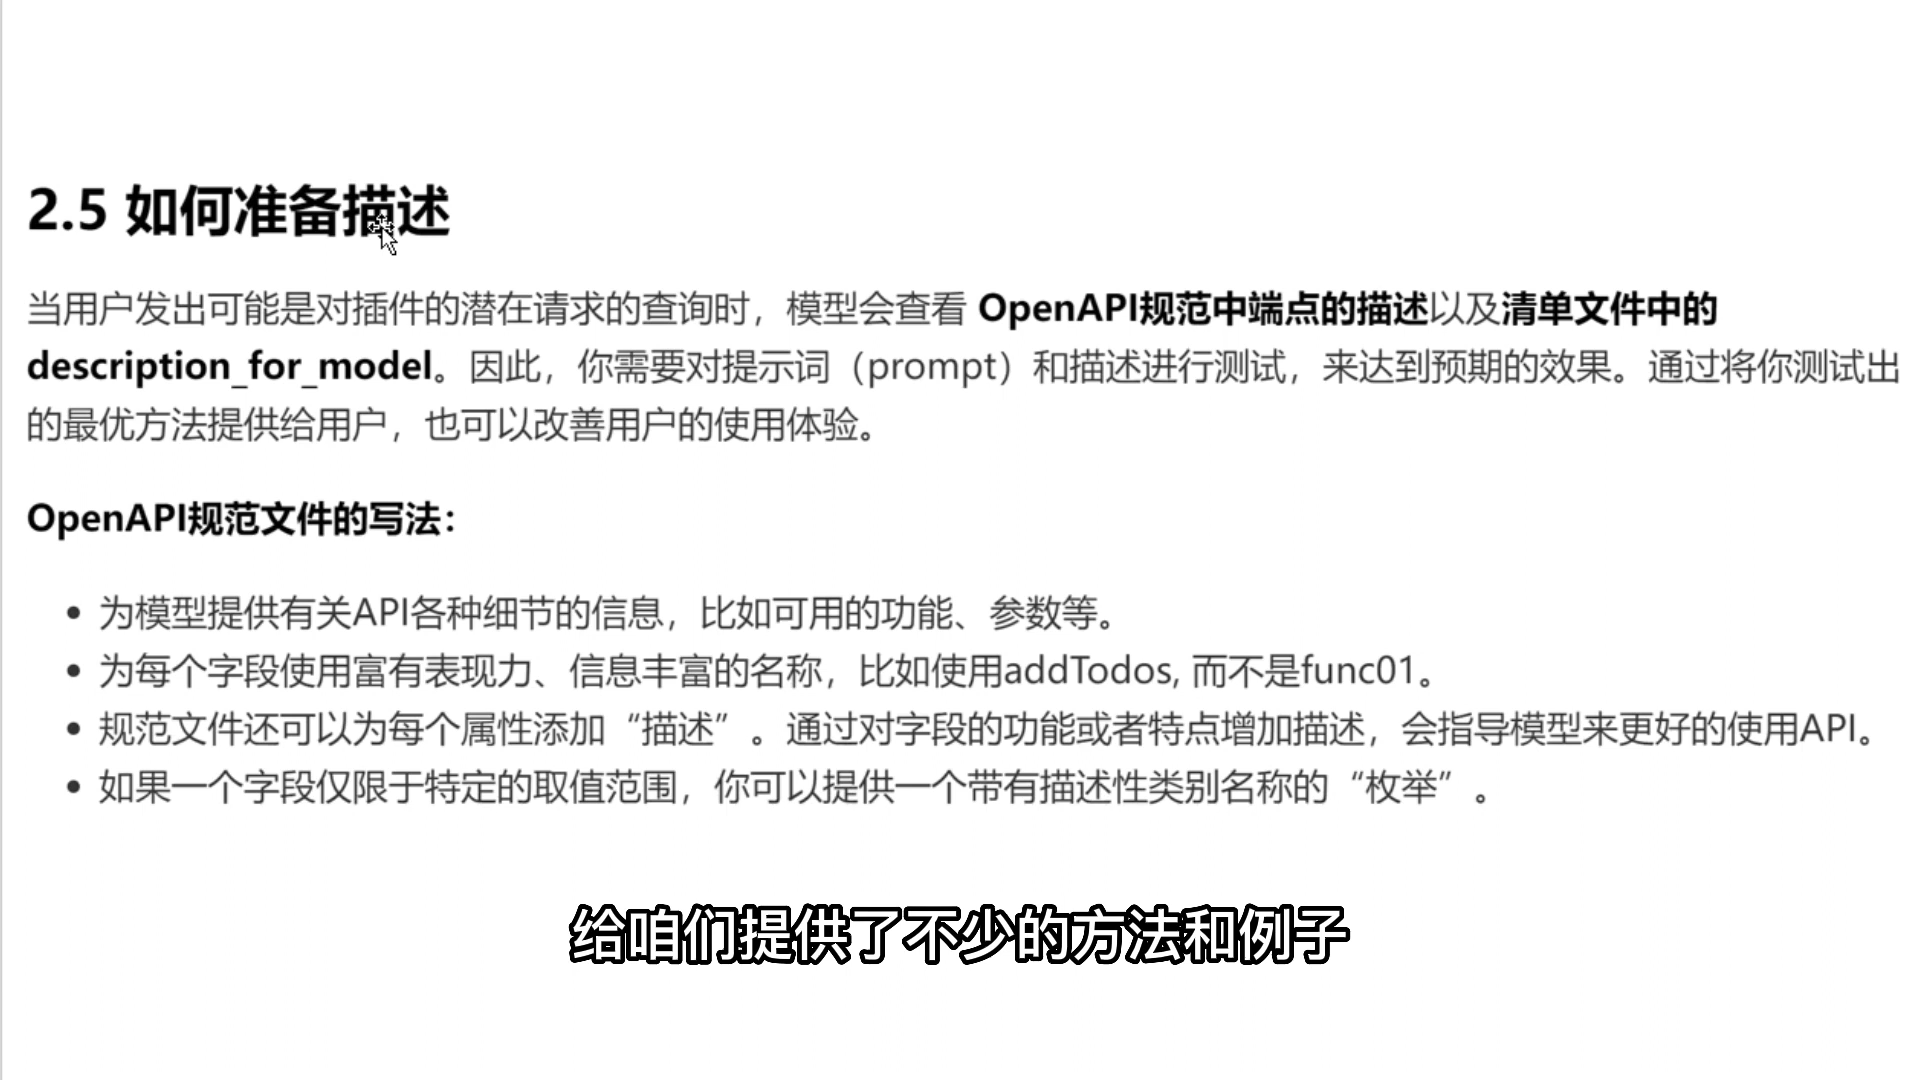 2.5 如何准备描述
当用户发出可能是对插件的潜在请求的查询时，模型会查看 OpenAPI规范中端点的描述以及清单文件中的
description_for_model。因此，你需要对提示词（prompt）和描述进行测试，来达到预期的效果。通过将你测试出
的最优方法提供给用户，也可以改善用户的使用体验。
OpenAPI规范文件的写法：
• 为模型提供有关API各种细节的信息，比如可用的功能、参数等。
• 为每个字段使用富有表现力、信息丰富的名称，比如使用addTodos, 而不是func01。
• 规范文件还可以为每个属性添加“描述”。通过对字段的功能或者特点增加描述，会指导模型来更好的使用API。
• 如果一个字段仅限于特定的取值范围，你可以提供一个带有描述性类别名称的“枚举”。
给咱们提供了不少的方法和例子